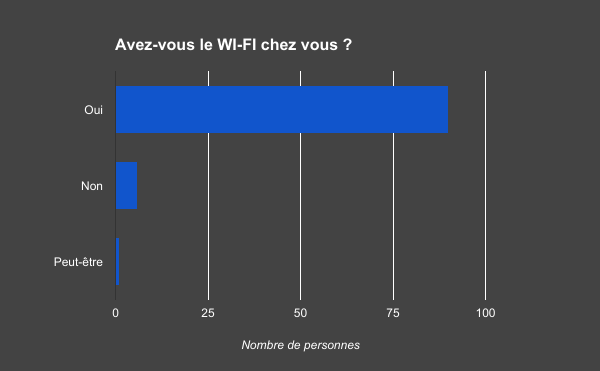 Avez-vous le WI-FI chez vous ?
Oui
Non
Peut-être
0 25 50 75 100
Nombre de personnes